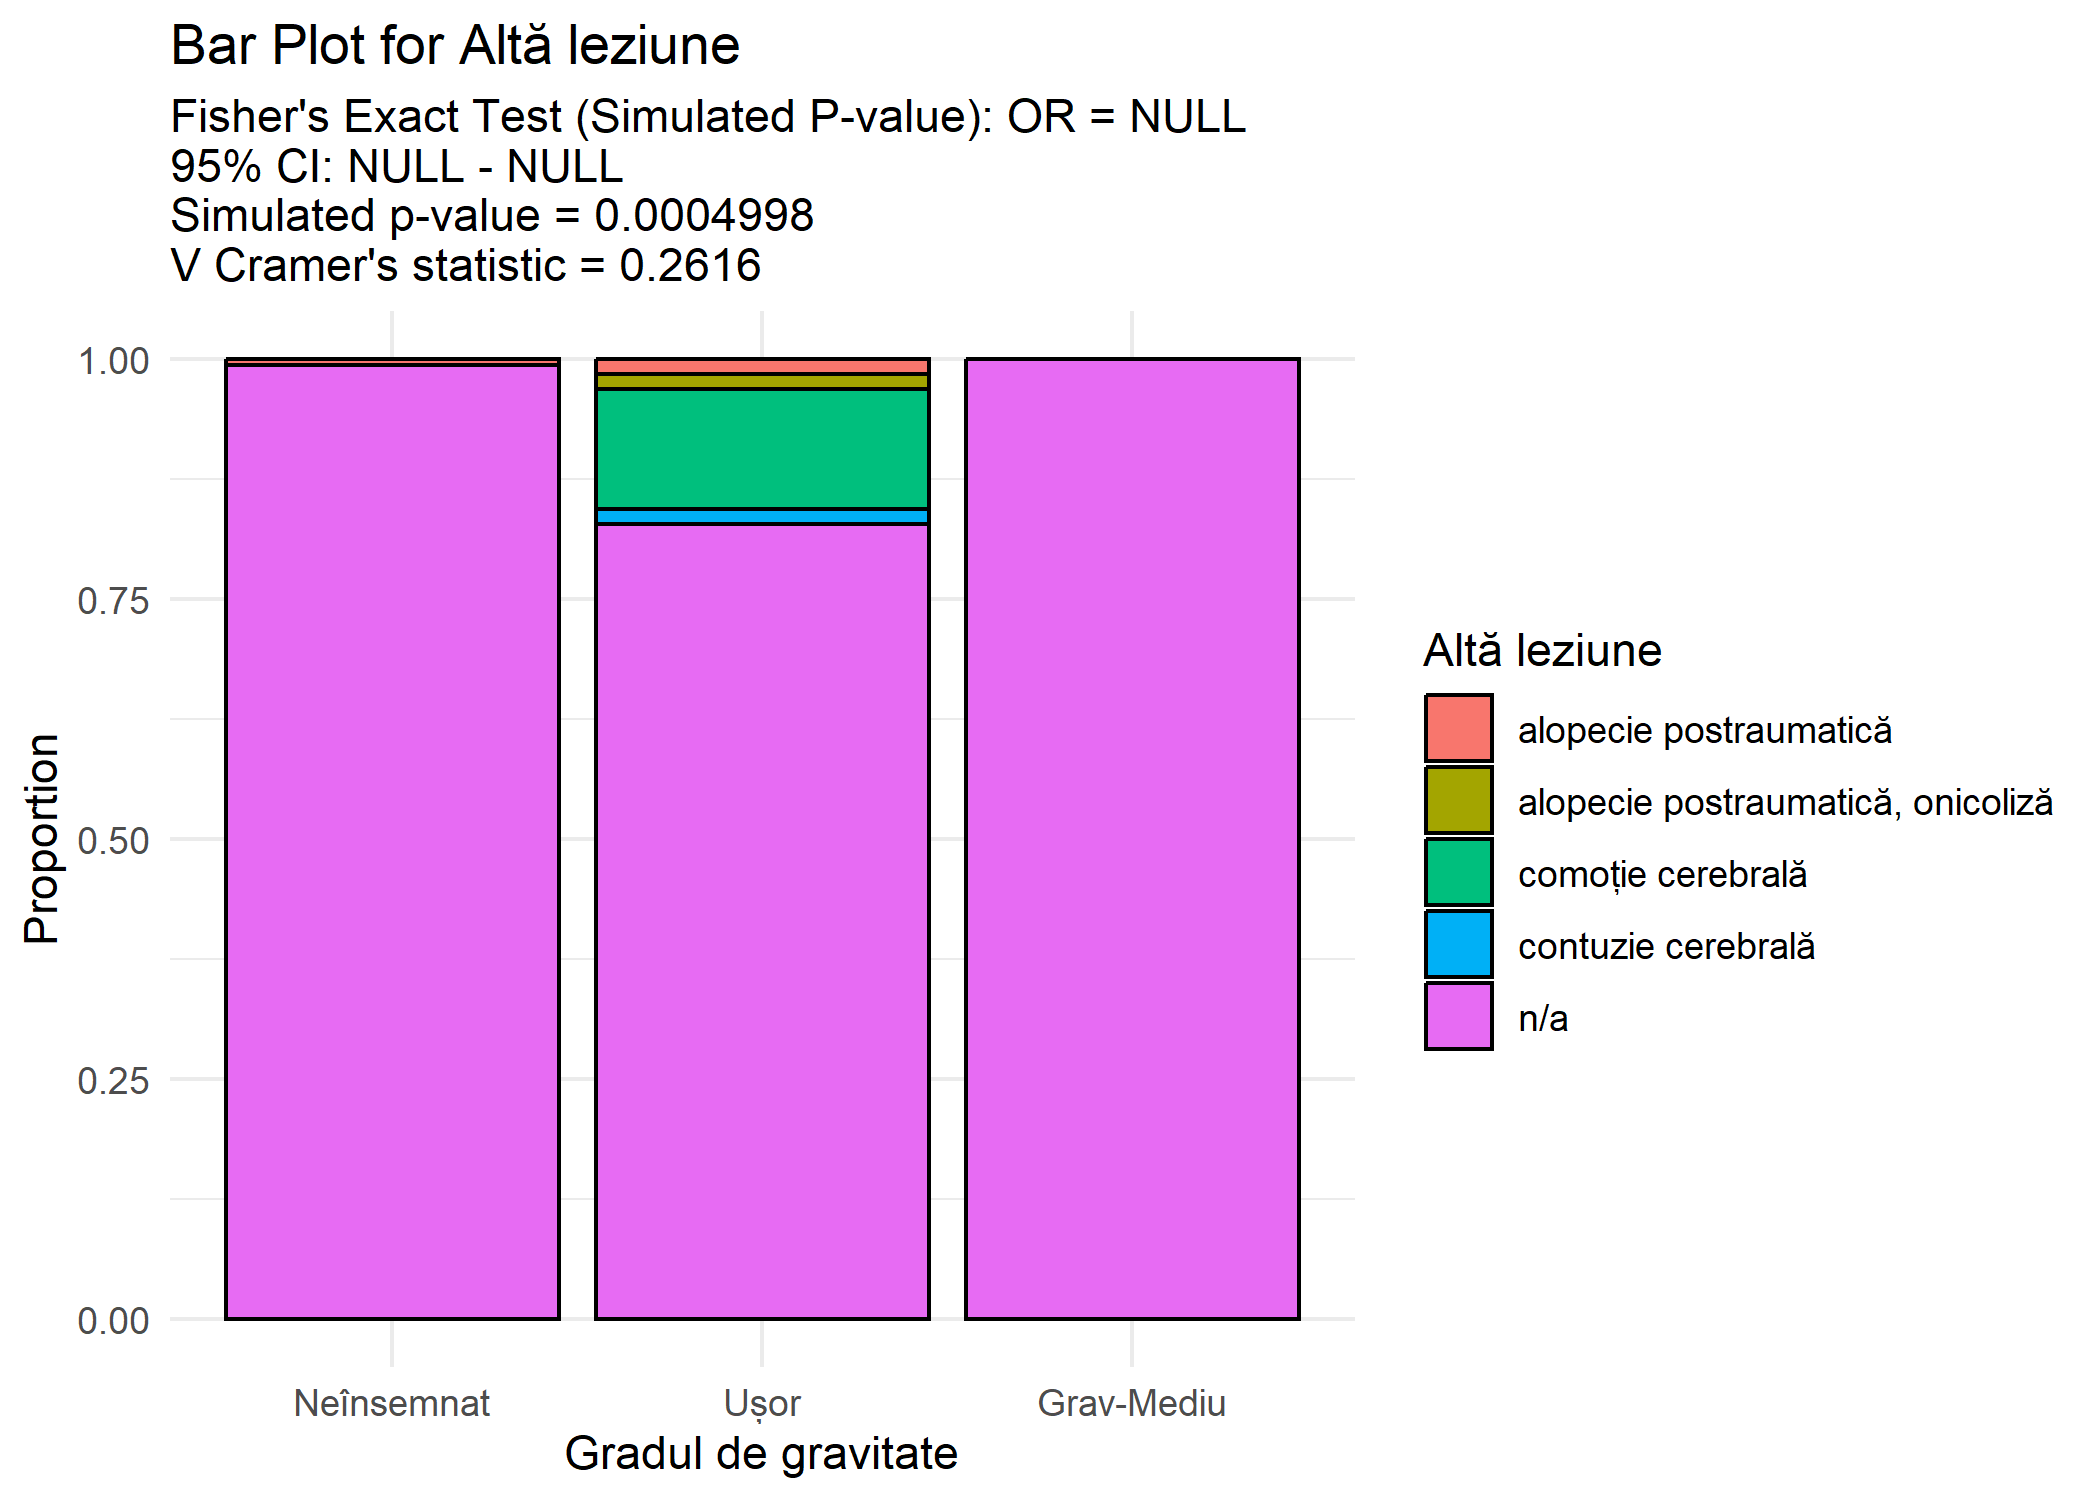 Bar Plot for Altă leziune
Fisher's Exact Test (Simulated P-value): OR = NULL
95% CI: NULL - NULL
Simulated p-value = 0.0004998
V Cramer's statistic = 0.2616
1.00
0.75
0.50
0.25
0.00
Proportion
Neînsemnat
Ușor
Grav-Mediu
Gradul de gravitate
Altă leziune
alopecie postraumatică
alopecie postraumatică, onicoliză
comoție cerebrală
contuzie cerebrală
n/a